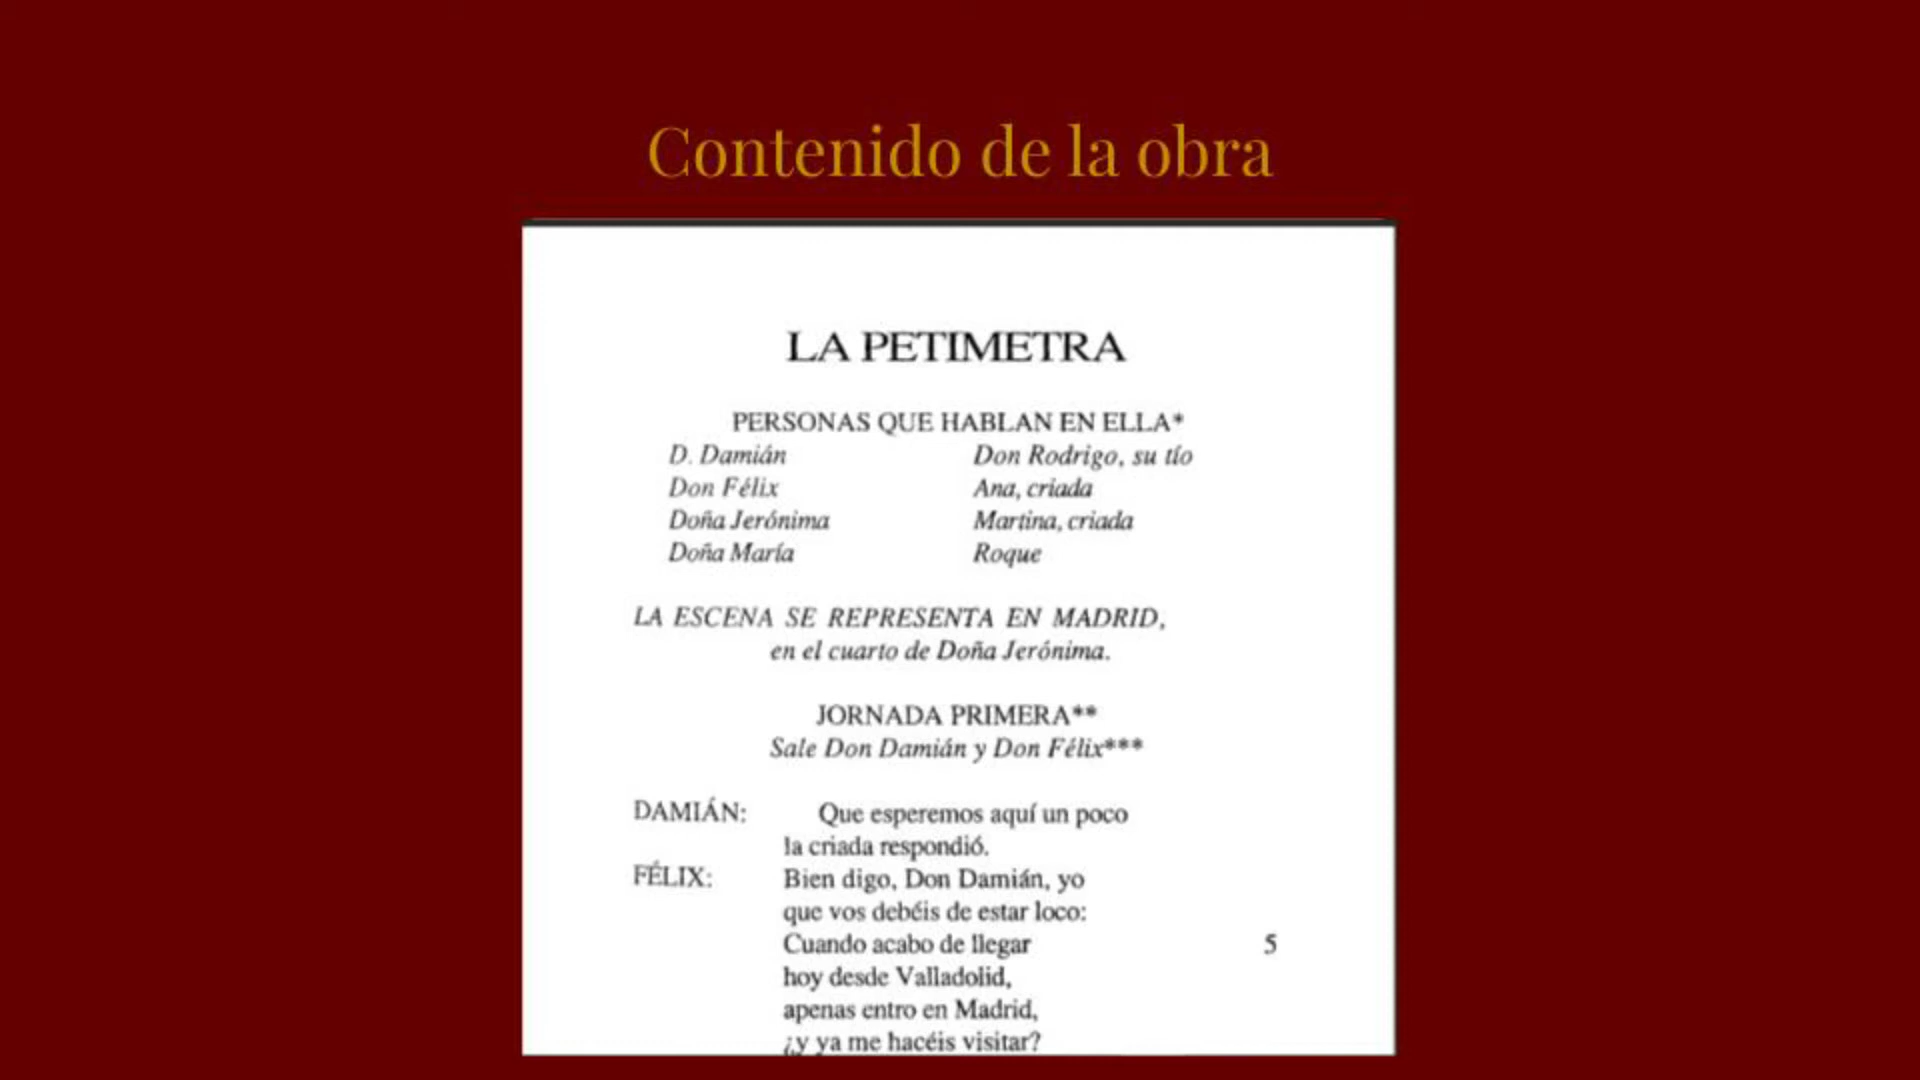 Contenido de la obra
LA PETIMETRA
PERSONAS QUE HABLAN EN ELLA*
D. Damián Don Rodrigo, su tío
Don Félix Ana, criada
Doña Jerónima Martina, criada
Doña María Roque
LA ESCENA SE REPRESENTA EN MADRID,
en el cuarto de Doña Jerónima.
JORNADA PRIMERA**
Sale Don Damián y Don Félix***
DAMIÁN: Que esperemos aquí un poco
la criada respondió.
FÉLIX: Bien digo, Don Damián, yo
que vos debéis de estar loco:
Cuando acabo de llegar 5
hoy desde Valladolid,
apenas entro en Madrid,
¿y ya me hacéis visitar?